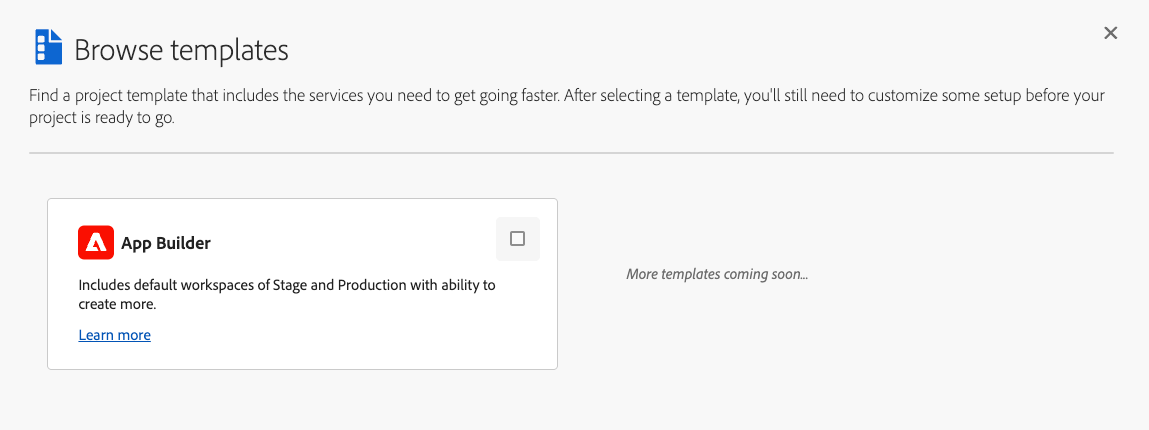 Browse templates
Find a project template that includes the services you need to get going faster. After selecting a template, you'll still need to customize some setup before your
project is ready to go.
App Builder
Includes default workspaces of Stage and Production with ability to
create more.
Learn more
More templates coming soon...